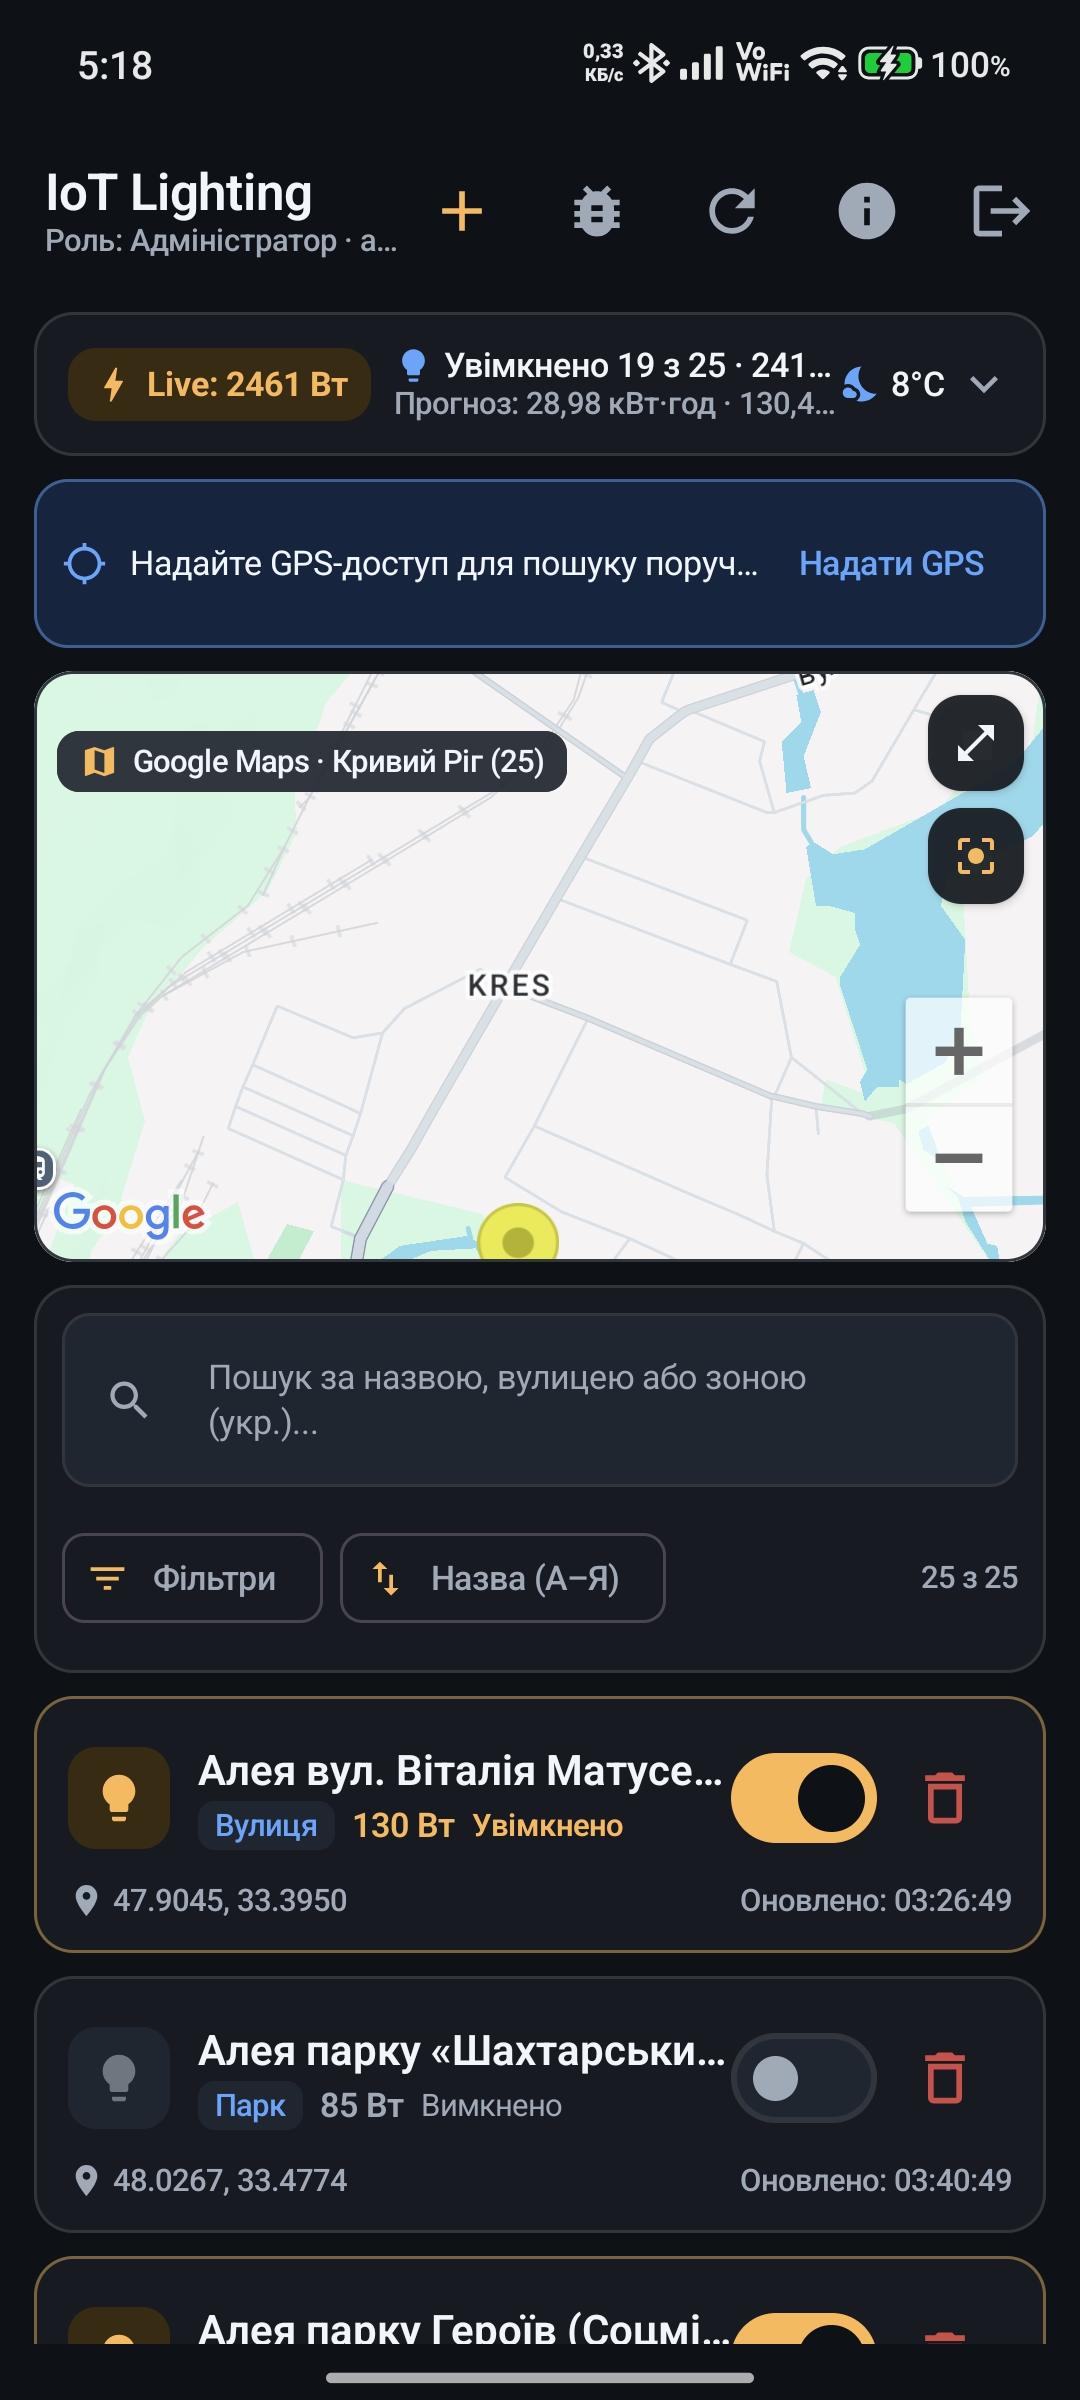 5:18
0,33
КБ/с
Vo
WiFi
100%
IoT Lighting
Роль: Адміністратор · а...
Live: 2461 Вт
Увімкнено 19 з 25 · 241...
Прогноз: 28,98 кВт·год · 130,4...
8°C
Надайте GPS-доступ для пошуку поруч...
Надати GPS
Google Maps · Кривий Ріг (25)
KRES
Google
Пошук за назвою, вулицею або зоною
(укр.)...
Фільтри
Назва (А–Я)
25 з 25
Алея вул. Віталія Матусе...
Вулиця
130 Вт
Увімкнено
47.9045, 33.3950
Оновлено: 03:26:49
Алея парку «Шахтарськи...
Парк
85 Вт
Вимкнено
48.0267, 33.4774
Оновлено: 03:40:49
Алея парку Героїв (Соцмі...